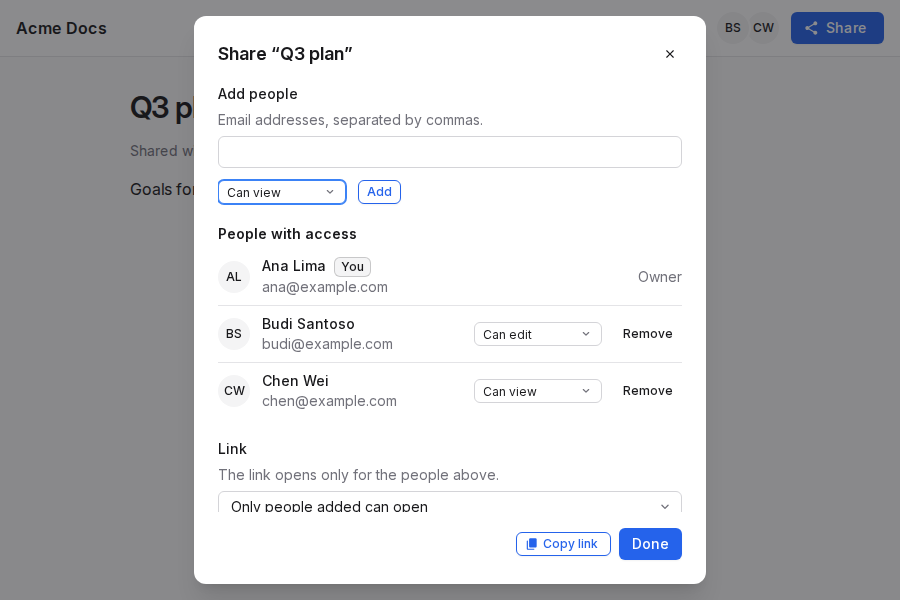 Acme Docs
BS CW Share
Q3 p
Shared w
Goals fo
Share “Q3 plan”
Add people
Email addresses, separated by commas.
Can view Add
People with access
AL Ana Lima You
ana@example.com
Owner
BS Budi Santoso
budi@example.com
Can edit Remove
CW Chen Wei
chen@example.com
Can view Remove
Link
The link opens only for the people above.
Only people added can open
Copy link Done